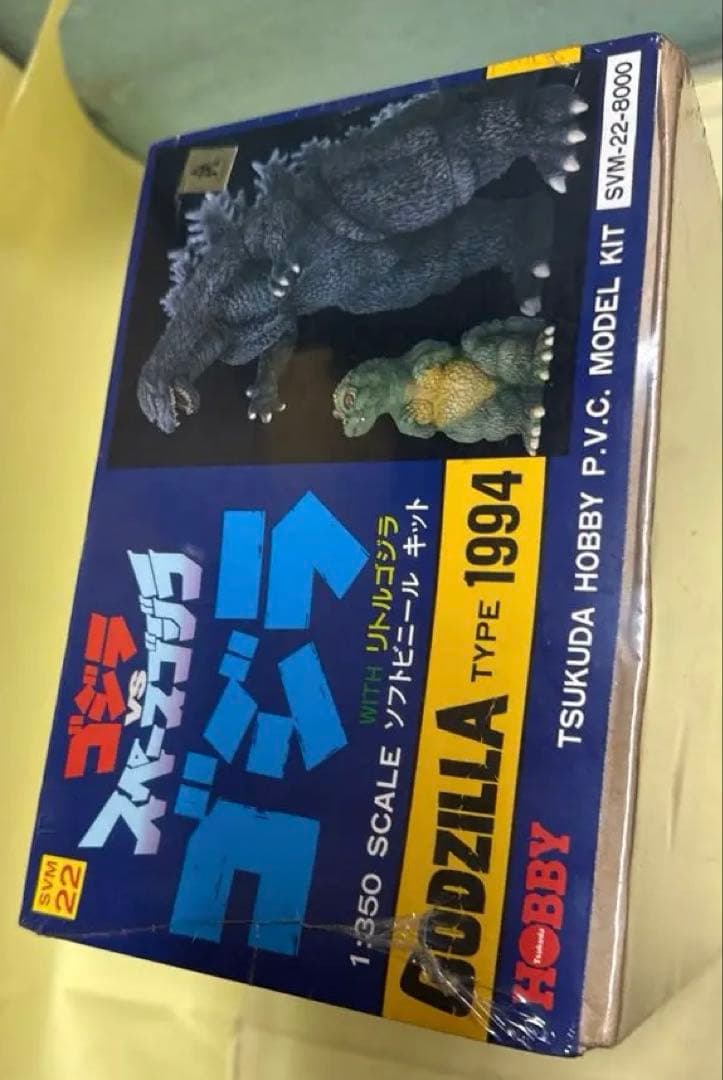 SVM
22
ゴジラ
VS
スペースゴジラ
ゴジラ
WITH リトルゴジラ
1:350 SCALE ソフトビニール キット
GODZILLA TYPE 1994
Tsukuda
HOBBY
TSUKUDA HOBBY P.V.C. MODEL KIT SVM-22-8000